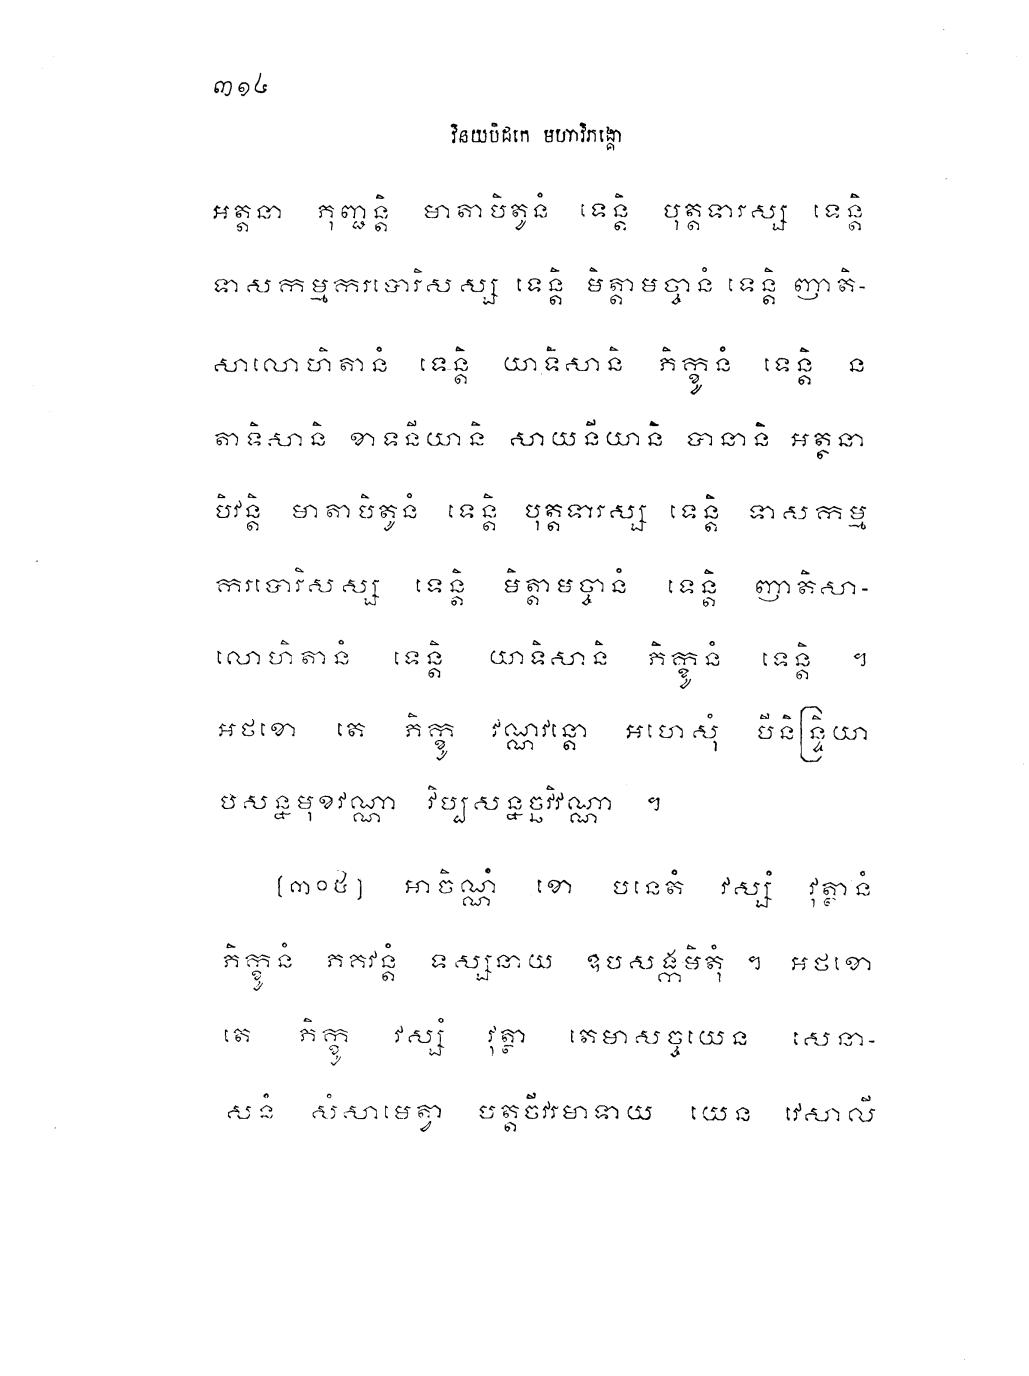 ៣១៤
វិនយបិដកេ មហាវិភង្គោ
អត្តនា ភុញ្ជន្តិ មាតាបិតូនំ ទេន្តិ បុត្តទារស្ស ទេន្តិ
ទាសកម្មករបោរិសស្ស ទេន្តិ មិត្តាមច្ចានំ ទេន្តិ ញាតិ-
សាលោហិតានំ ទេន្តិ យាទិសានិ ភិក្ខូនំ ទេន្តិ ន
តាទិសានិ ខាទនីយានិ សាយនីយានិ បានានិ អត្តនា
បិវន្តិ មាតាបិតូនំ ទេន្តិ បុត្តទារស្ស ទេន្តិ ទាសកម្ម
ករបោរិសស្ស ទេន្តិ មិត្តាមច្ចានំ ទេន្តិ ញាតិសា-
លោហិតានំ ទេន្តិ យាទិសានិ ភិក្ខូនំ ទេន្តិ ។
អថខោ តេ ភិក្ខូ វណ្ណវន្តោ អហេសុំ បីនិន្ទ្រិយា
បសន្នមុខវណ្ណា វិប្បសន្នច្ឆវិវណ្ណា ។
[៣០៥] អាចិណ្ណំ ខោ បនេតំ វស្សំ វុត្ថានំ
ភិក្ខូនំ ភគវន្តំ ទស្សនាយ ឧបសង្កមិតុំ ។ អថខោ
តេ ភិក្ខូ វស្សំ វុត្ថា តេមាសច្ចយេន សេនា-
សនំ សំសាមេត្វា បត្តចីវរមាទាយ យេន វេសាលី